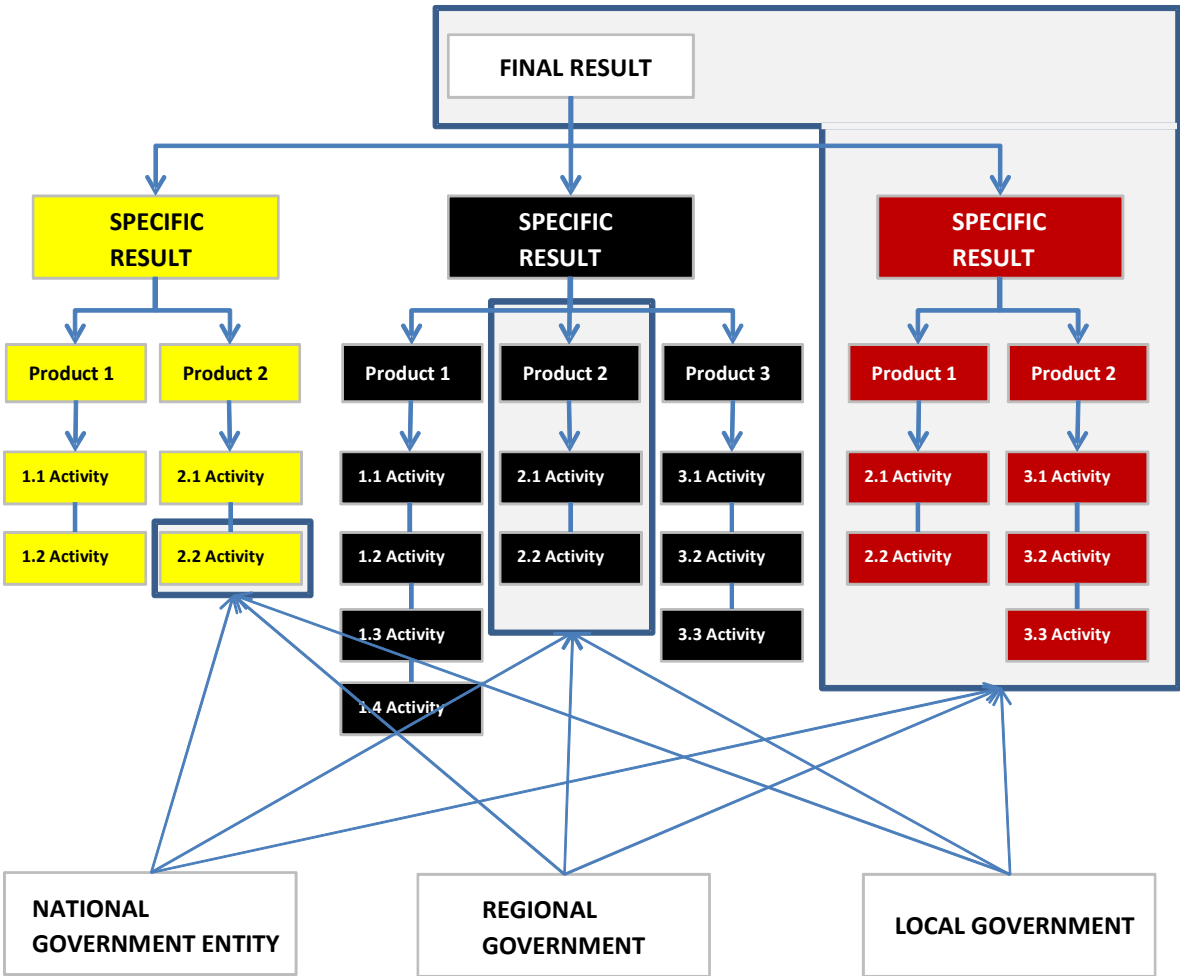 FINAL RESULT
SPECIFIC
RESULT
SPECIFIC
RESULT
SPECIFIC
RESULT
Product 1
Product 2
Product 1
Product 2
Product 3
Product 1
Product 2
1.1 Activity
2.1 Activity
1.1 Activity
2.1 Activity
3.1 Activity
2.1 Activity
3.1 Activity
1.2 Activity
2.2 Activity
1.2 Activity
2.2 Activity
3.2 Activity
2.2 Activity
3.2 Activity
1.3 Activity
3.3 Activity
3.3 Activity
1.4 Activity
NATIONAL
GOVERNMENT ENTITY
REGIONAL
GOVERNMENT
LOCAL GOVERNMENT